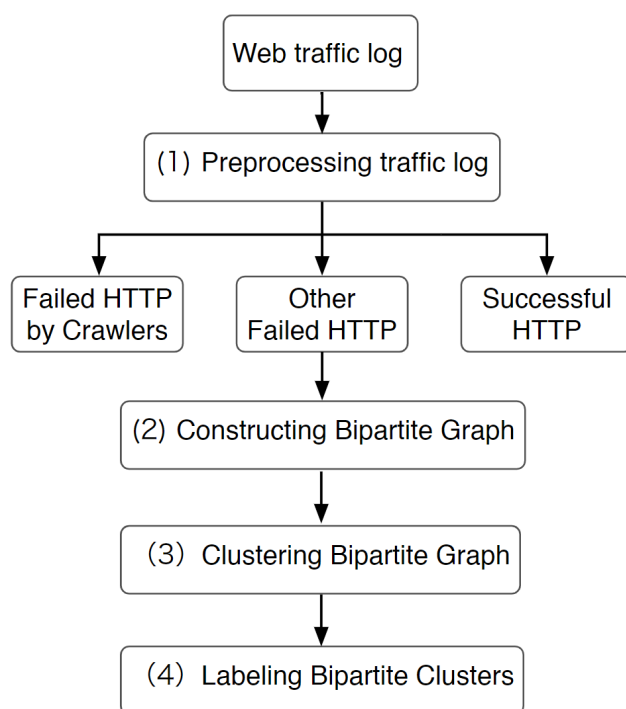 Web traffic log
(1) Preprocessing traffic log
Failed HTTP
by Crawlers
Other
Failed HTTP
Successful
HTTP
(2) Constructing Bipartite Graph
(3) Clustering Bipartite Graph
(4) Labeling Bipartite Clusters